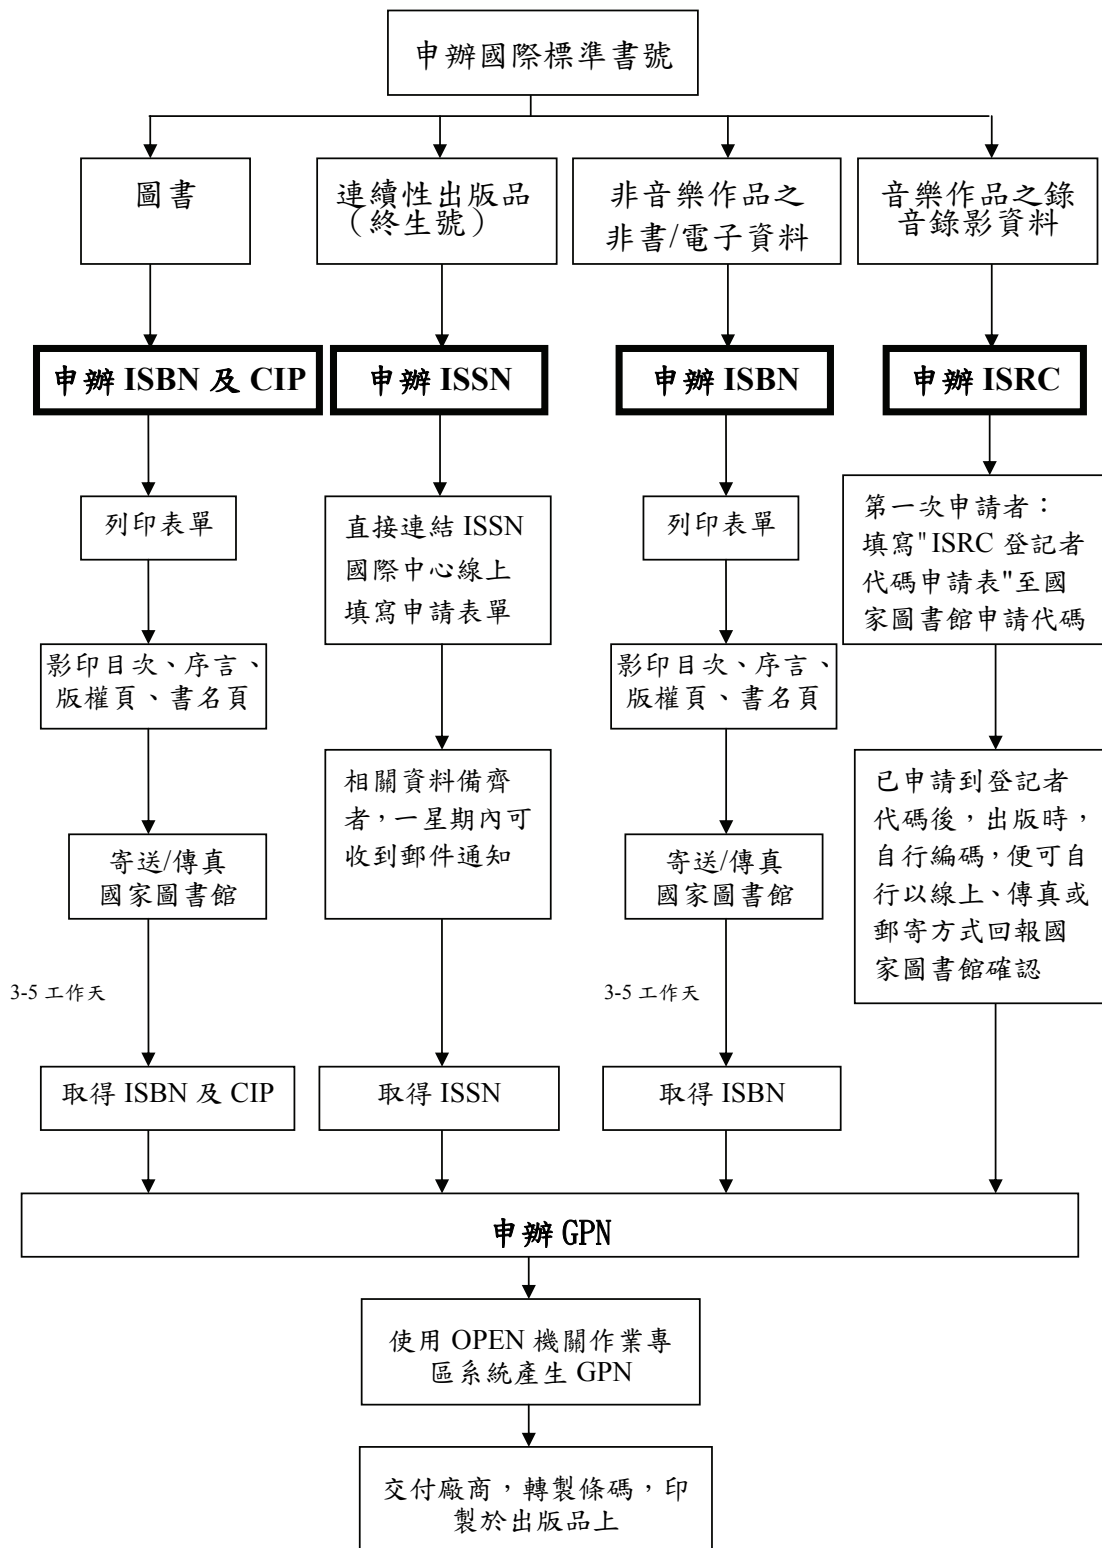 申辦國際標準書號
圖書
連續性出版品
（終生號）
非音樂作品之
非書/電子資料
音樂作品之錄
音錄影資料
申辦 ISBN 及 CIP
申辦 ISSN
申辦 ISBN
申辦 ISRC
列印表單
直接連結 ISSN
國際中心線上
填寫申請表單
列印表單
第一次申請者：
填寫"ISRC 登記者
代碼申請表"至國
家圖書館申請代碼
影印目次、序言、
版權頁、書名頁
影印目次、序言、
版權頁、書名頁
相關資料備齊
者，一星期內可
收到郵件通知
已申請到登記者
代碼後，出版時，
自行編碼，便可自
行以線上、傳真或
郵寄方式回報國
家圖書館確認
寄送/傳真
國家圖書館
寄送/傳真
國家圖書館
3-5 工作天
3-5 工作天
取得 ISBN 及 CIP
取得 ISSN
取得 ISBN
申辦 GPN
使用 OPEN 機關作業專
區系統產生 GPN
交付廠商，轉製條碼，印
製於出版品上